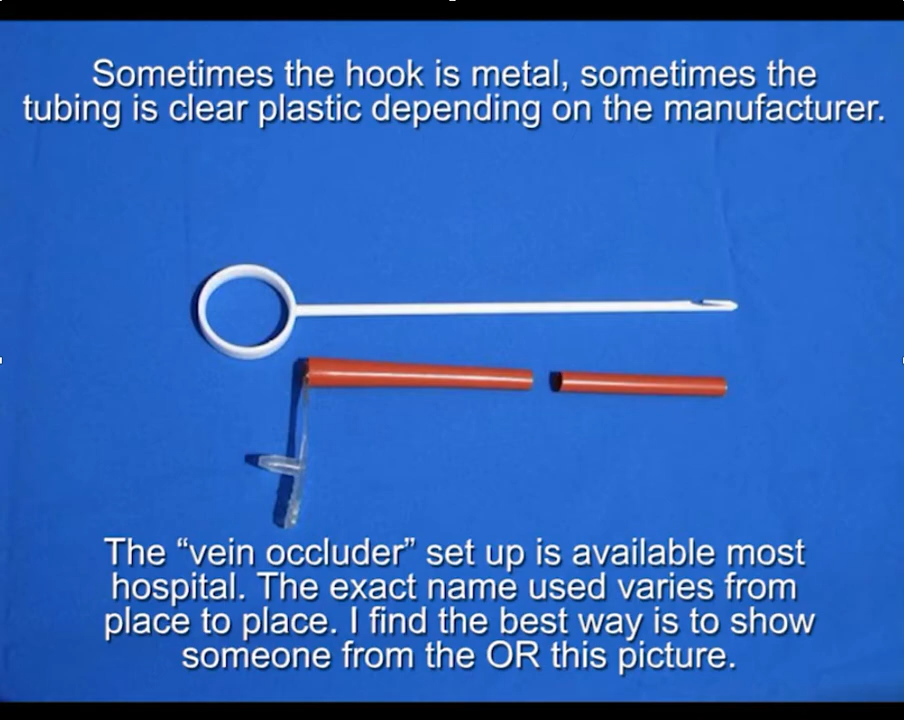 Sometimes the hook is metal, sometimes the
tubing is clear plastic depending on the manufacturer.
The “vein occluder” set up is available most
hospital. The exact name used varies from
place to place. I find the best way is to show
someone from the OR this picture.